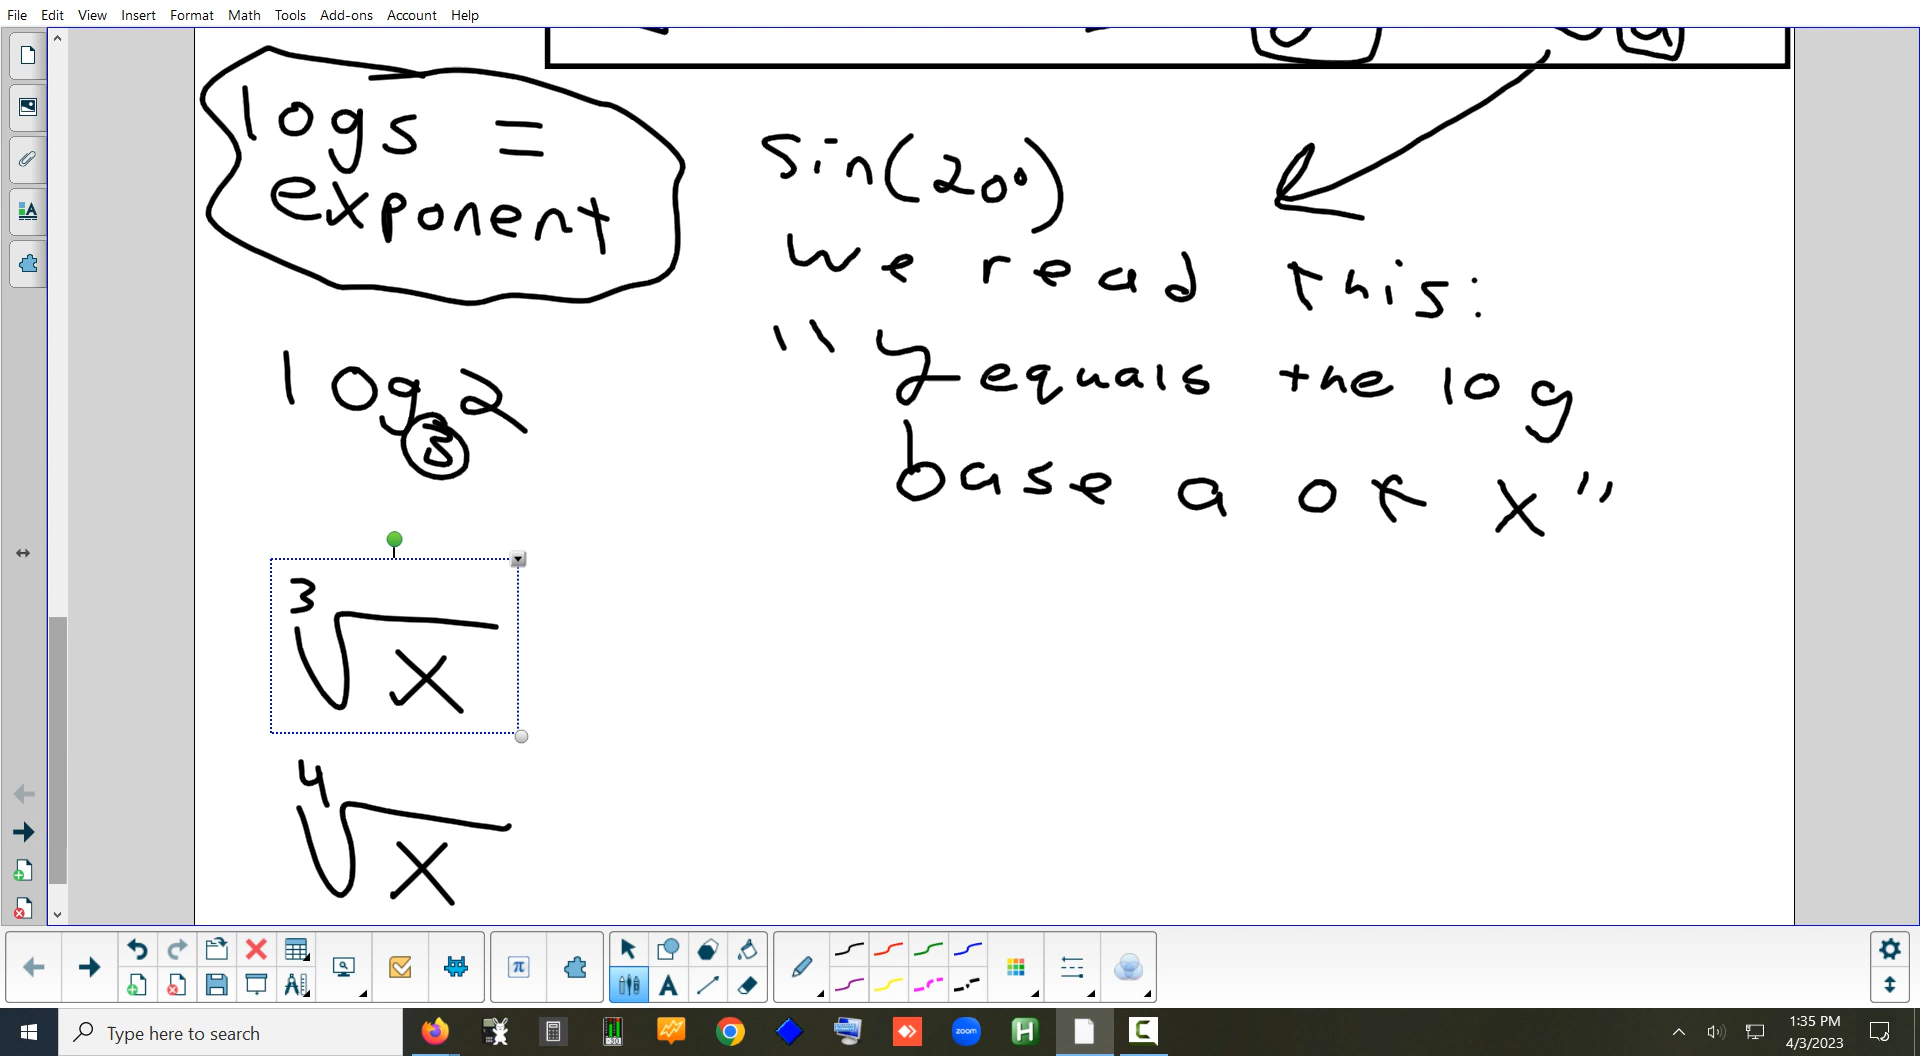 File Edit View Insert Format Math Tools Add-ons Account Help
logs =
exponent
sin(20°)
we read this:
"y equals the log
base a of x"
log₃2
³√x
⁴√x
π
A
Type here to search
zoom
H
C
1:35 PM
4/3/2023